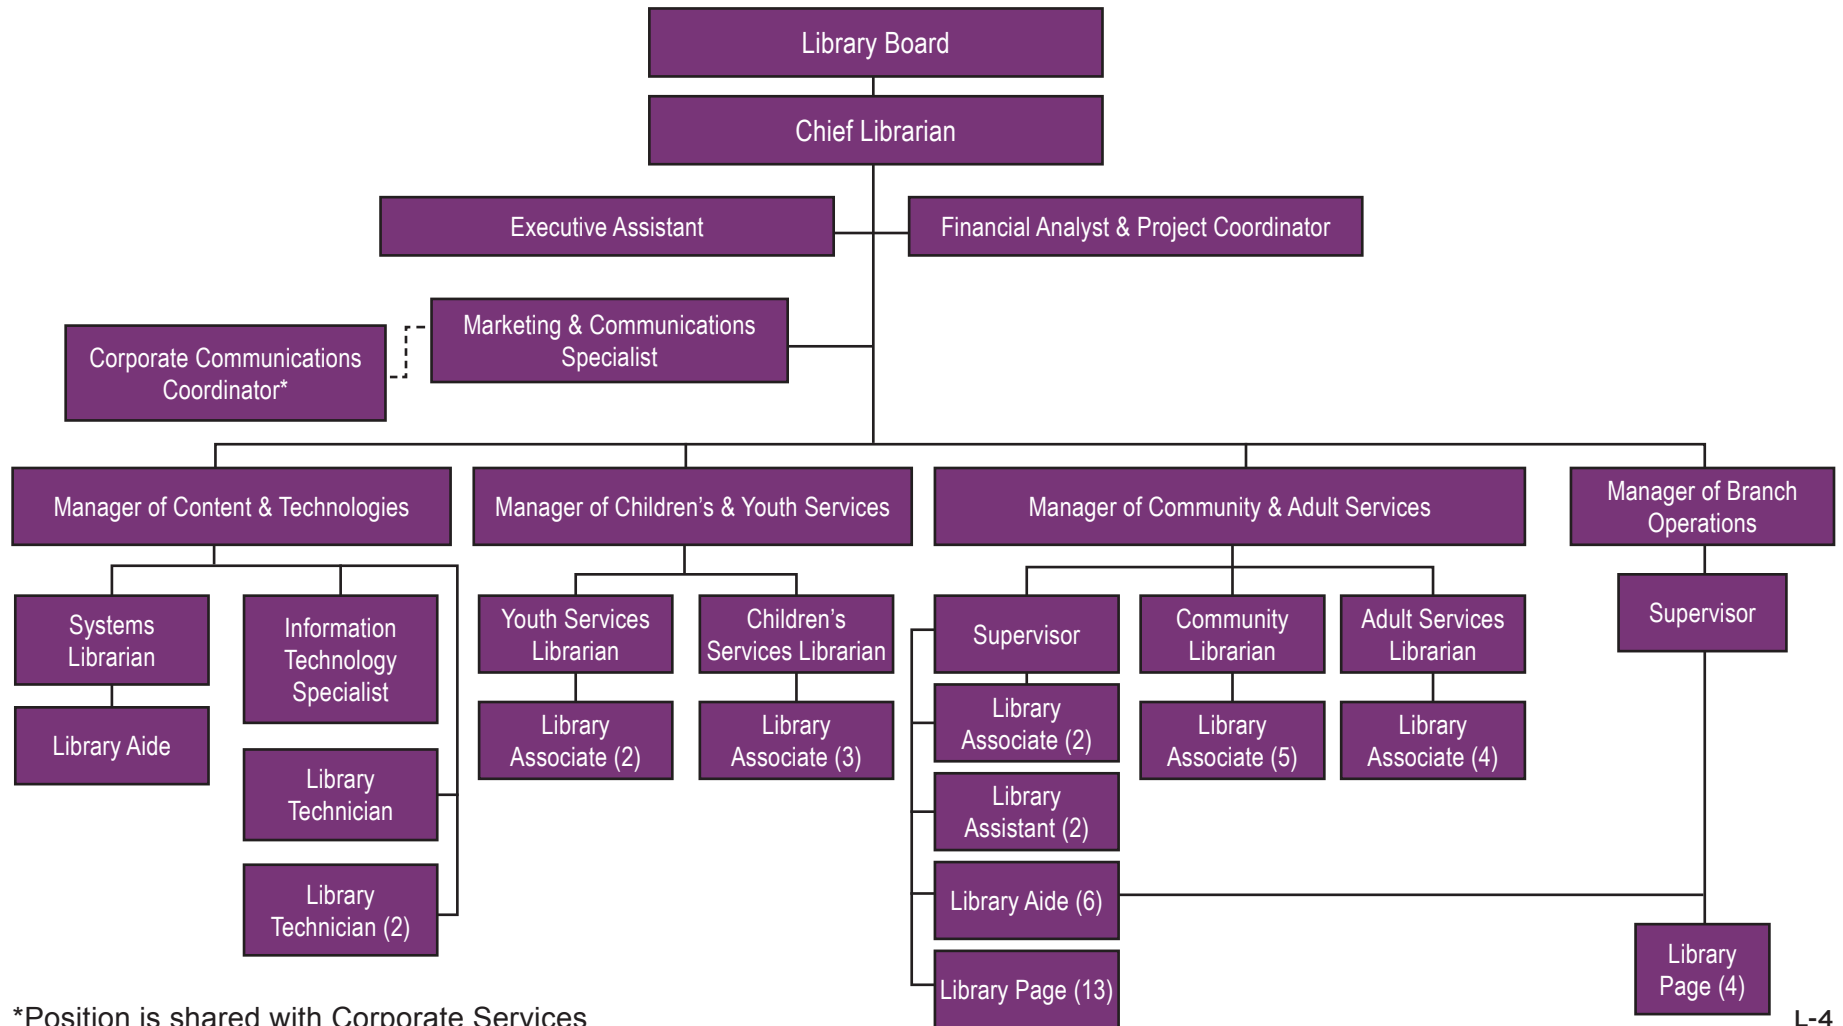 Library Board
Chief Librarian
Executive Assistant
Financial Analyst & Project Coordinator
Marketing & Communications
Specialist
Corporate Communications
Coordinator*
Manager of Content & Technologies
Manager of Children’s & Youth Services
Manager of Community & Adult Services
Manager of Branch
Operations
Systems
Librarian
Information
Technology
Specialist
Youth Services
Librarian
Children’s
Services Librarian
Supervisor
Community
Librarian
Adult Services
Librarian
Supervisor
Library Aide
Library
Technician
Library
Technician (2)
Library
Associate (2)
Library
Associate (3)
Library
Associate (2)
Library
Associate (5)
Library
Associate (4)
Library
Assistant (2)
Library Aide (6)
Library Page (13)
Library
Page (4)
*Position is shared with Corporate Services
L-4